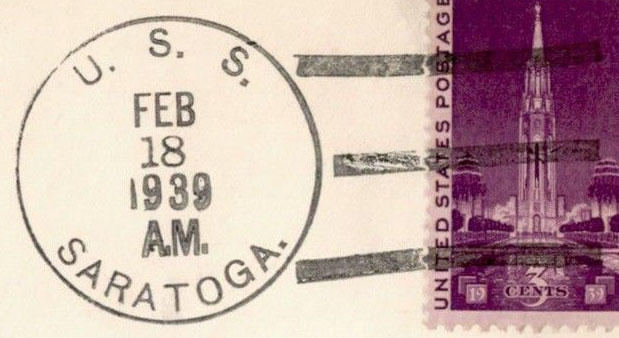 U. S. S.
FEB
18
1939
A.M.
SARATOGA.
UNITED STATES POSTAGE
3
CENTS
19 39